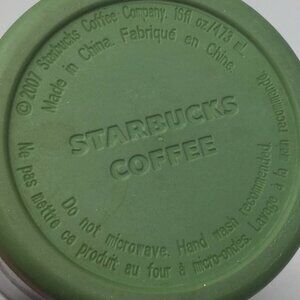 ©2007 Starbucks Coffee Company. 16fl oz/473 mL.
Made in China. Fabriqué en Chine.
STARBUCKS
COFFEE
Do not microwave. Hand wash recommended.
Ne pas mettre ce produit au four à micro-ondes. Lavage à la main recommandé.